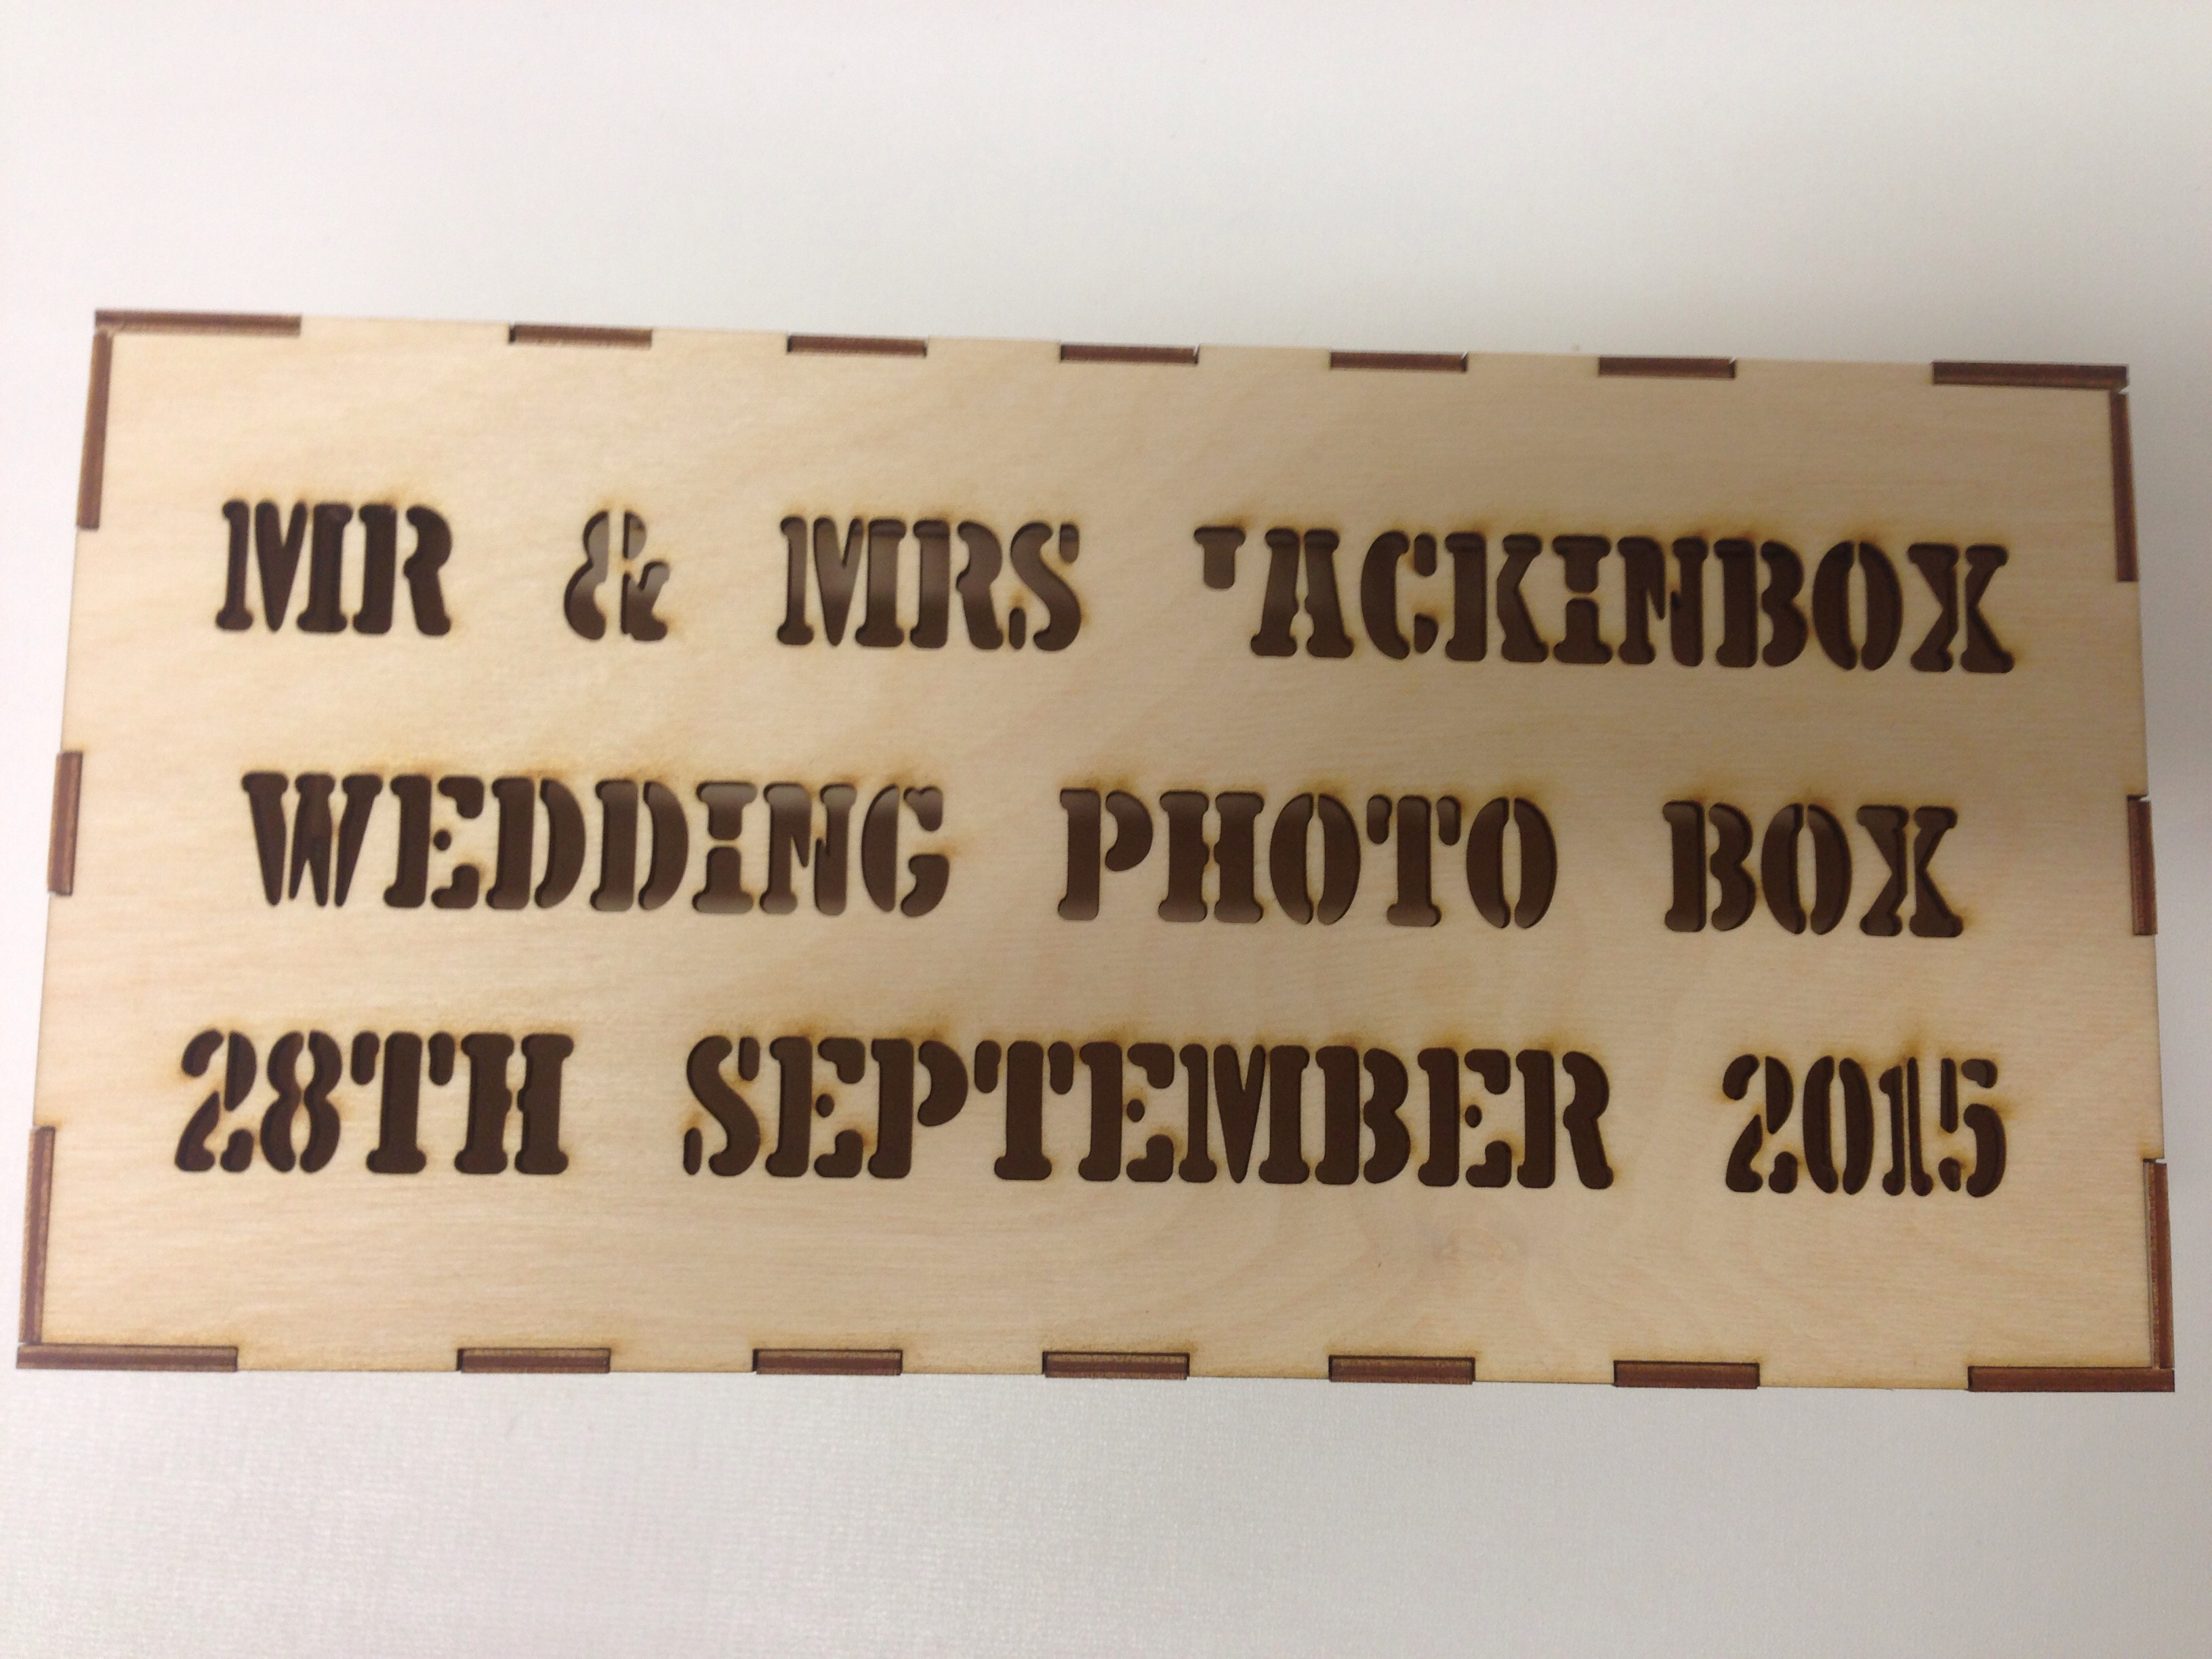 MR & MRS 'ACKINBOX
WEDDING PHOTO BOX
28TH SEPTEMBER 2015